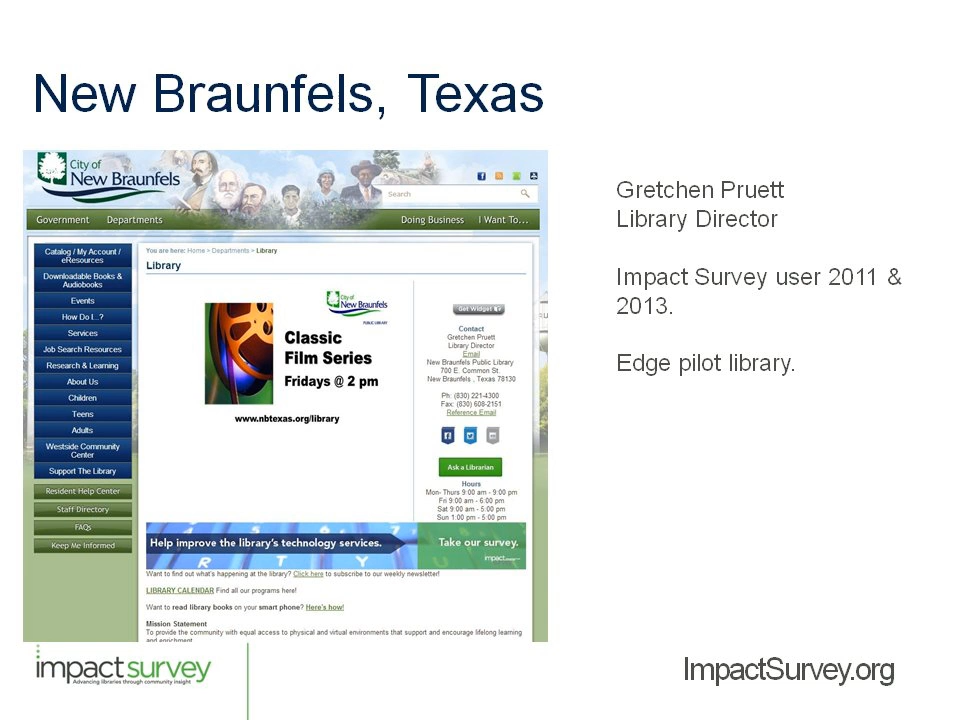 New Braunfels, Texas
City of
New Braunfels
Search
Government Departments Doing Business I Want To...
Catalog / My Account /
eResources
Downloadable Books &
Audiobooks
Events
How Do I...?
Services
Job Search Resources
Research & Learning
About Us
Children
Teens
Adults
Westside Community
Center
Support The Library
Resident Help Center
Staff Directory
FAQs
Keep Me Informed
You are here: Home > Departments > Library
Library
City of
New Braunfels
PUBLIC LIBRARY
Classic
Film Series
Fridays @ 2 pm
www.nbtexas.org/library
Get Widget
Contact
Gretchen Pruett
Library Director
Email
New Braunfels Public Library
700 E. Common St.
New Braunfels , Texas 78130
Ph: (830) 221-4300
Fax: (830) 608-2151
Reference Email
Ask a Librarian
Hours
Mon- Thurs 9:00 am - 9:00 pm
Fri 9:00 am - 6:00 pm
Sat 9:00 am - 5:00 pm
Sun 1:00 pm - 5:00 pm
Help improve the library's technology services. Take our survey.
impact
Want to find out what's happening at the library? Click here to subscribe to our weekly newsletter!
LIBRARY CALENDAR Find all our programs here!
Want to read library books on your smart phone? Here's how!
Mission Statement
To provide the community with equal access to physical and virtual environments that support and encourage lifelong learning
and enrichment
Gretchen Pruett
Library Director
Impact Survey user 2011 &
2013.
Edge pilot library.
impact survey
Advancing libraries through community insight
ImpactSurvey.org